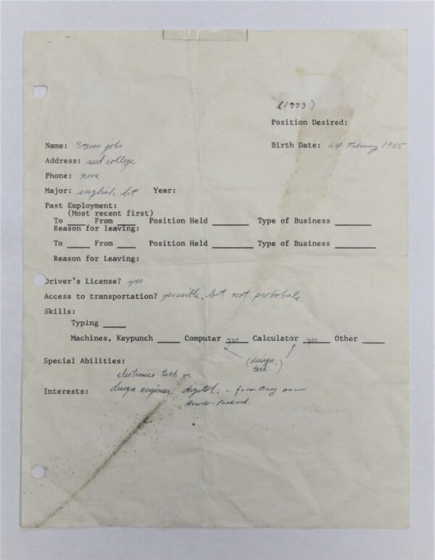 (1973)
Position Desired:
Name: Steven jobs Birth Date: 24 February 1955
Address: reed college
Phone: none
Major: english lit Year:
Past Employment:
(Most recent first)
To From Position Held Type of Business
Reason for leaving:
To From Position Held Type of Business
Reason for Leaving:
Driver's License? yes
Access to transportation? possible, but not probable
Skills:
Typing
Machines, Keypunch Computer yes Calculator yes Other
(design,
tech)
Special Abilities:
electronics tech or
Interests: design engineer digital. - from Bay
Hewitt-Packard